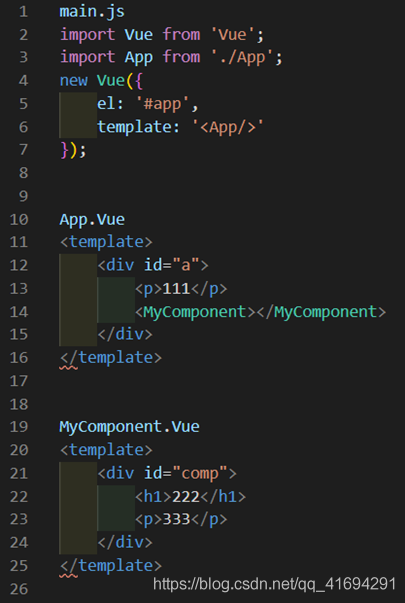 1 main.js
2 import Vue from 'Vue';
3 import App from './App';
4 new Vue({
5     el: '#app',
6     template: '<App/>'
7 });
8
9
10 App.Vue
11 <template>
12     <div id="a">
13         <p>111</p>
14         <MyComponent></MyComponent>
15     </div>
16 </template>
17
18
19 MyComponent.Vue
20 <template>
21     <div id="comp">
22         <h1>222</h1>
23         <p>333</p>
24     </div>
25 </template>
26
https://blog.csdn.net/qq_41694291